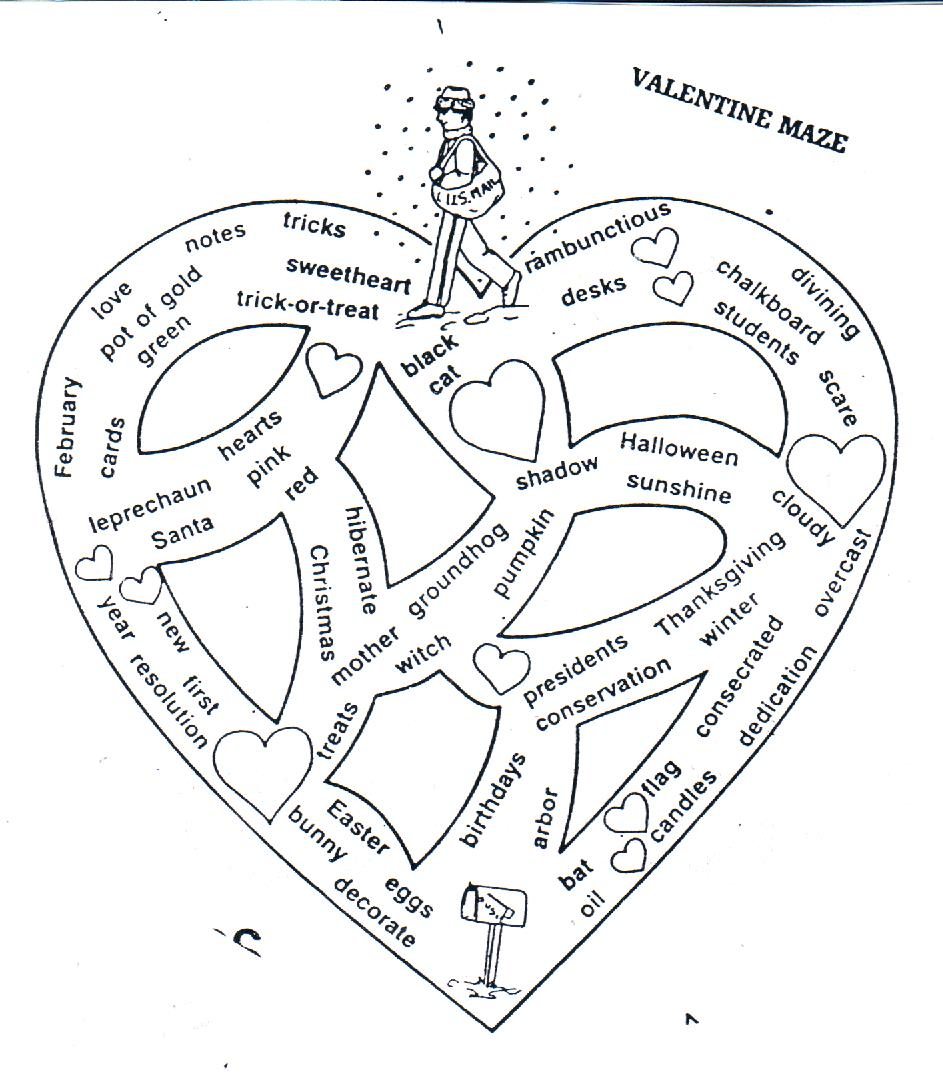 VALENTINE MAZE
U.S. MAIL
tricks
notes
love
sweetheart
pot of gold
trick-or-treat
green
February
cards
hearts
pink
red
leprechaun
Santa
rambunctious
desks
chalkboard
divining
students
scare
black
cat
Halloween
shadow
sunshine
cloudy
overcast
hibernate
Christmas
groundhog
pumpkin
mother
witch
Thanksgiving
winter
presidents
conservation
consecrated
dedication
year resolution
new
first
treats
Easter
bunny
eggs
decorate
birthdays
arbor
flag
candles
bat
oil
U.S.